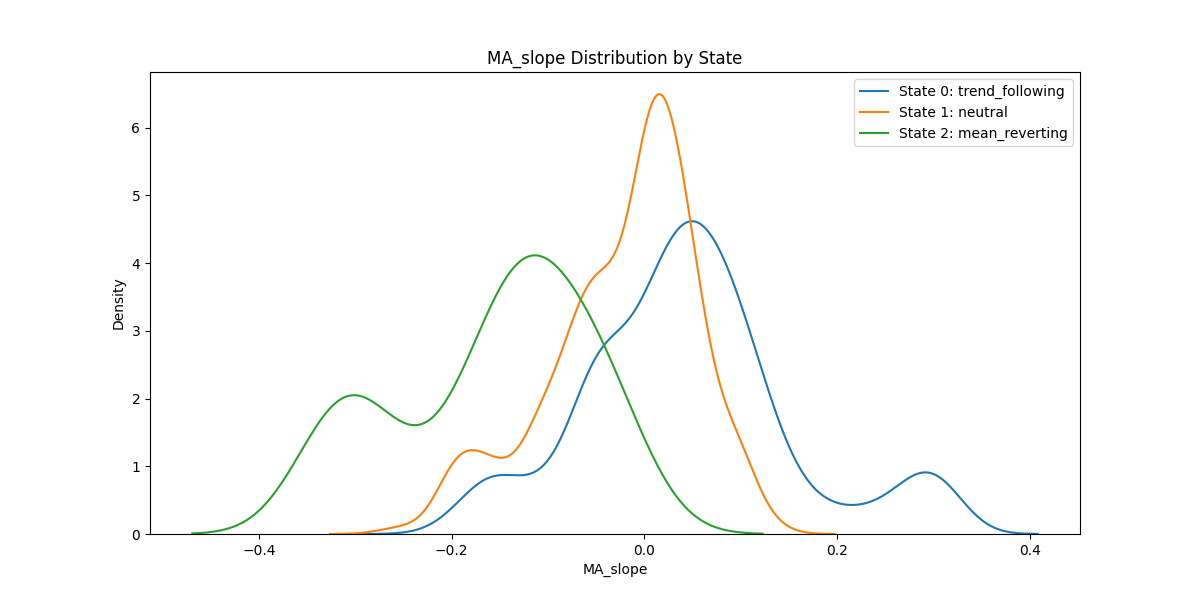 MA_slope Distribution by State
State 0: trend_following
State 1: neutral
State 2: mean_reverting
Density
6
5
4
3
2
1
0
−0.4
−0.2
0.0
0.2
0.4
MA_slope